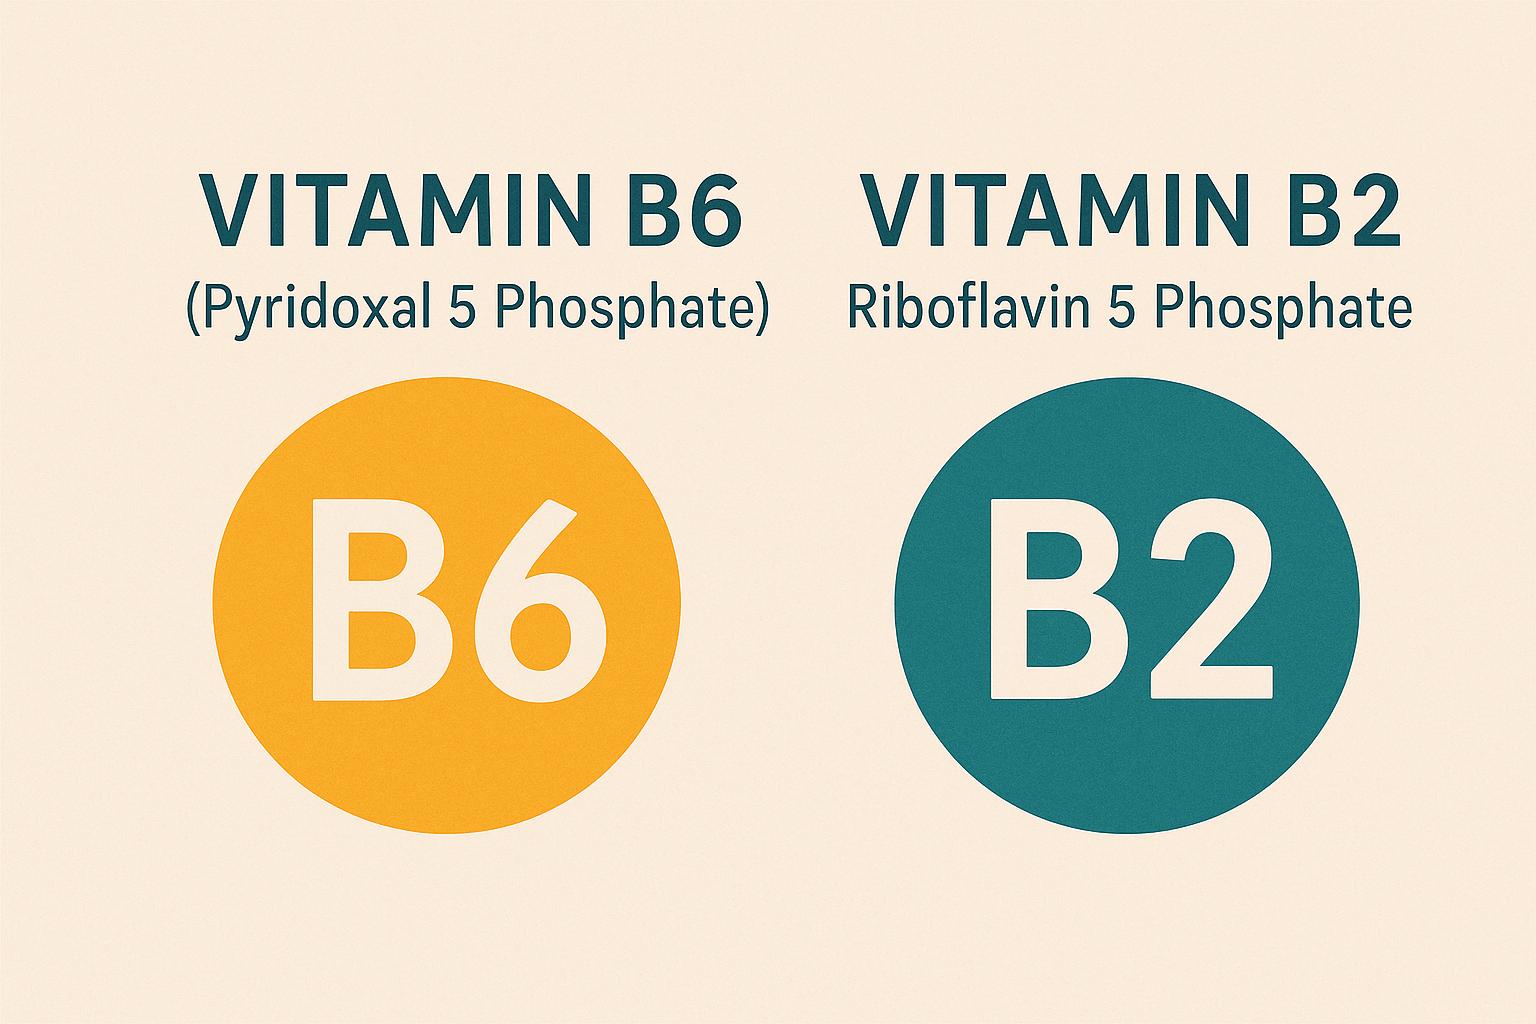 VITAMIN B6
(Pyridoxal 5 Phosphate)
B6
VITAMIN B2
Riboflavin 5 Phosphate
B2